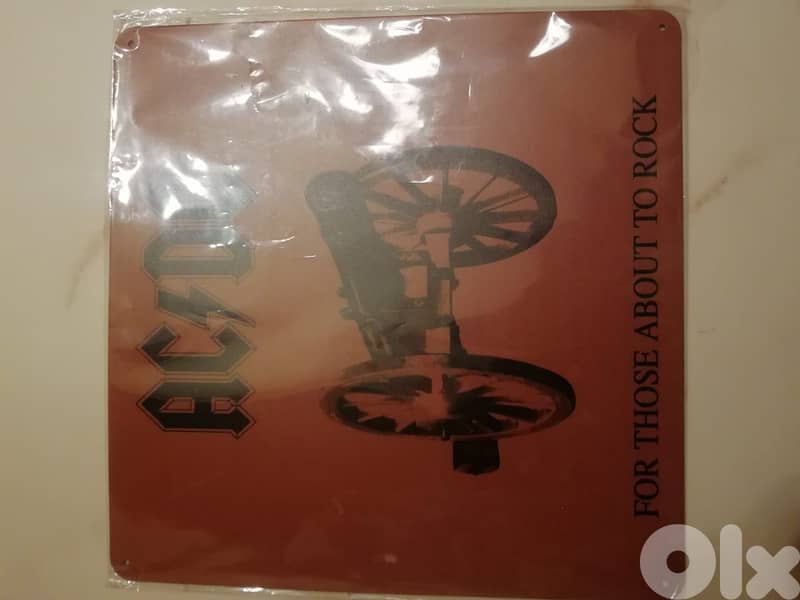 AC⚡DC
FOR THOSE ABOUT TO ROCK
Olx